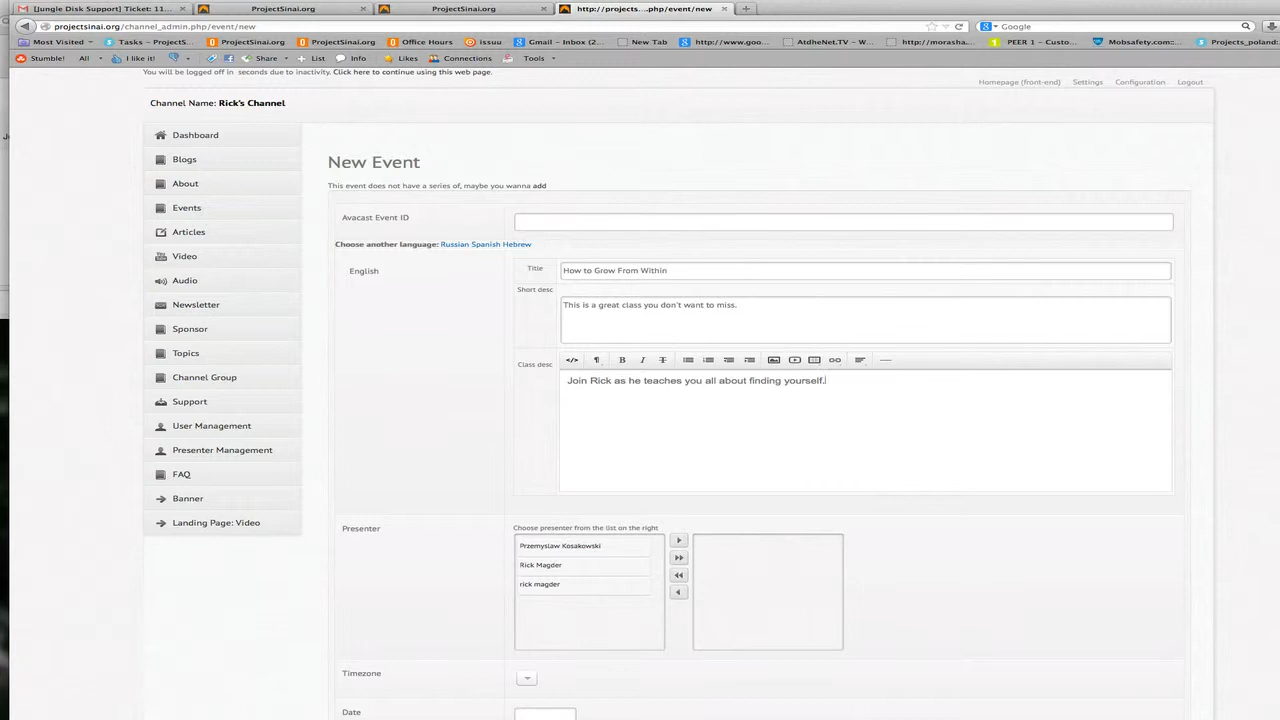 [Jungle Disk Support] Ticket: 11... ProjectSinai.org ProjectSinai.org http://projects....php/event/new
projectsinai.org/channel_admin.php/event/new Google
Most Visited Tasks - ProjectS... ProjectSinai.org ProjectSinai.org Office Hours issuu Gmail - Inbox (2... New Tab http://www.goo... AtdheNet.TV - W... http://morasha... PEER 1 - Custo... Mobsafety.com::... Projects_poland:
Stumble! All I like it! Share List Info Likes Connections Tools
You will be logged off in seconds due to inactivity. Click here to continue using this web page.
Homepage (front-end) Settings Configuration Logout
Channel Name: Rick's Channel
Dashboard
Blogs
About
Events
Articles
Video
Audio
Newsletter
Sponsor
Topics
Channel Group
Support
User Management
Presenter Management
FAQ
Banner
Landing Page: Video
New Event
This event does not have a series of, maybe you wanna add
Avacast Event ID
Choose another language: Russian Spanish Hebrew
English
Title How to Grow From Within
Short desc
This is a great class you don't want to miss.
Class desc
Join Rick as he teaches you all about finding yourself.
Presenter
Choose presenter from the list on the right
Przemyslaw Kosakowski
Rick Magder
rick magder
Timezone
Date